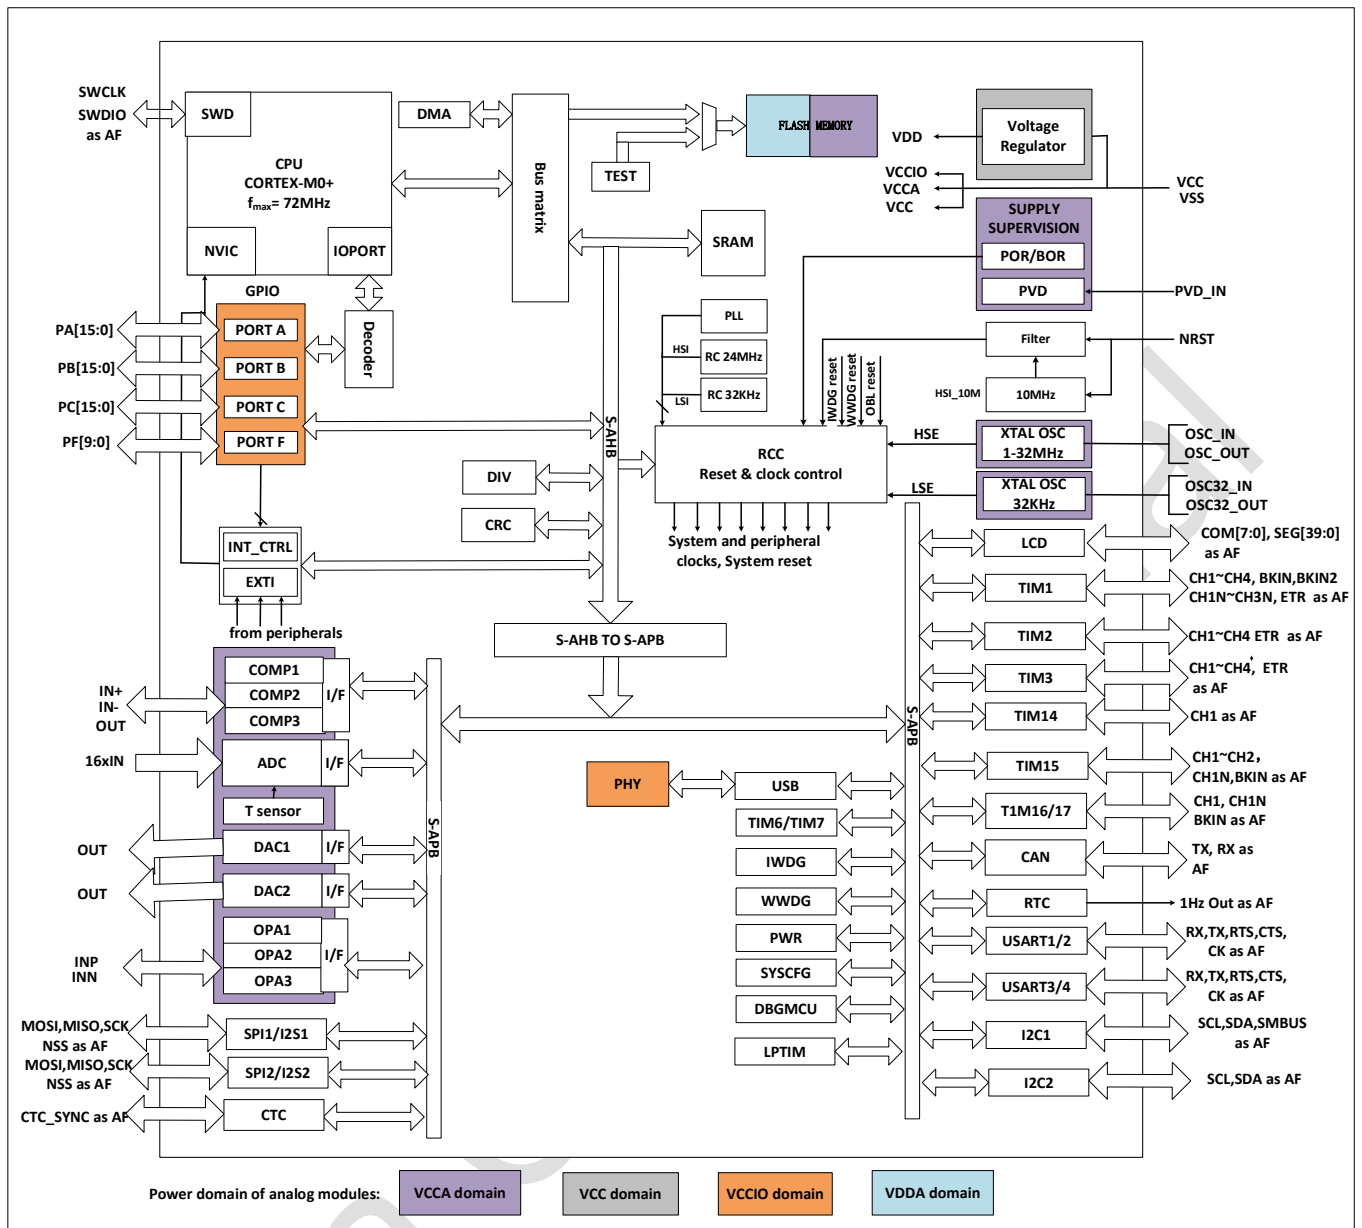 SWCLK
SWDIO
as AF
SWD
CPU
CORTEX-M0+
fmax= 72MHz
NVIC
IOPORT
DMA
Bus matrix
TEST
FLASH MEMORY
SRAM
Voltage
Regulator
VDD
VCCIO
VCCA
VCC
VCC
VSS
SUPPLY
SUPERVISION
POR/BOR
PVD
PVD_IN
GPIO
PORT A
PORT B
PORT C
PORT F
PA[15:0]
PB[15:0]
PC[15:0]
PF[9:0]
Decoder
S-AHB
PLL
HSI
RC 24MHz
RC 32KHz
LSI
IWDG reset
WWDG reset
OBL reset
Filter
NRST
HSI_10M
10MHz
RCC
Reset & clock control
HSE
XTAL OSC
1-32MHz
OSC_IN
OSC_OUT
LSE
XTAL OSC
32KHz
OSC32_IN
OSC32_OUT
System and peripheral
clocks, System reset
DIV
CRC
INT_CTRL
EXTI
from peripherals
S-AHB TO S-APB
COMP1
COMP2
COMP3
I/F
IN+
IN-
OUT
16xIN
ADC
I/F
T sensor
OUT
DAC1
I/F
OUT
DAC2
I/F
OPA1
OPA2
OPA3
I/F
INP
INN
MOSI,MISO,SCK
NSS as AF
SPI1/I2S1
MOSI,MISO,SCK
NSS as AF
SPI2/I2S2
CTC_SYNC as AF
CTC
S-APB
PHY
USB
TIM6/TIM7
IWDG
WWDG
PWR
SYSCFG
DBGMCU
LPTIM
S-APB
LCD
COM[7:0], SEG[39:0]
as AF
TIM1
CH1~CH4, BKIN,BKIN2
CH1N~CH3N, ETR as AF
TIM2
CH1~CH4 ETR as AF
TIM3
CH1~CH4, ETR
as AF
TIM14
CH1 as AF
TIM15
CH1~CH2,
CH1N,BKIN as AF
T1M16/17
CH1, CH1N
BKIN as AF
CAN
TX, RX as
AF
RTC
1Hz Out as AF
USART1/2
RX,TX,RTS,CTS,
CK as AF
USART3/4
RX,TX,RTS,CTS,
CK as AF
I2C1
SCL,SDA,SMBUS
as AF
I2C2
SCL,SDA as AF
Power domain of analog modules:
VCCA domain
VCC domain
VCCIO domain
VDDA domain